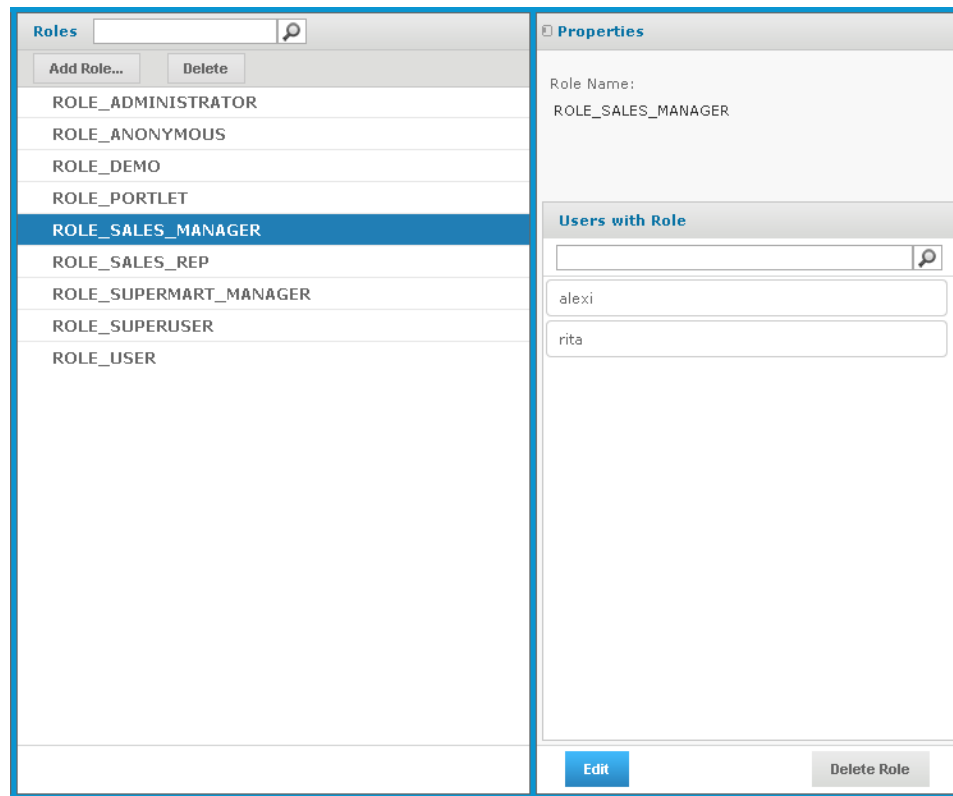 Roles
Add Role... Delete
ROLE_ADMINISTRATOR
ROLE_ANONYMOUS
ROLE_DEMO
ROLE_PORTLET
ROLE_SALES_MANAGER
ROLE_SALES_REP
ROLE_SUPERMART_MANAGER
ROLE_SUPERUSER
ROLE_USER
Properties
Role Name:
ROLE_SALES_MANAGER
Users with Role
alexi
rita
Edit Delete Role